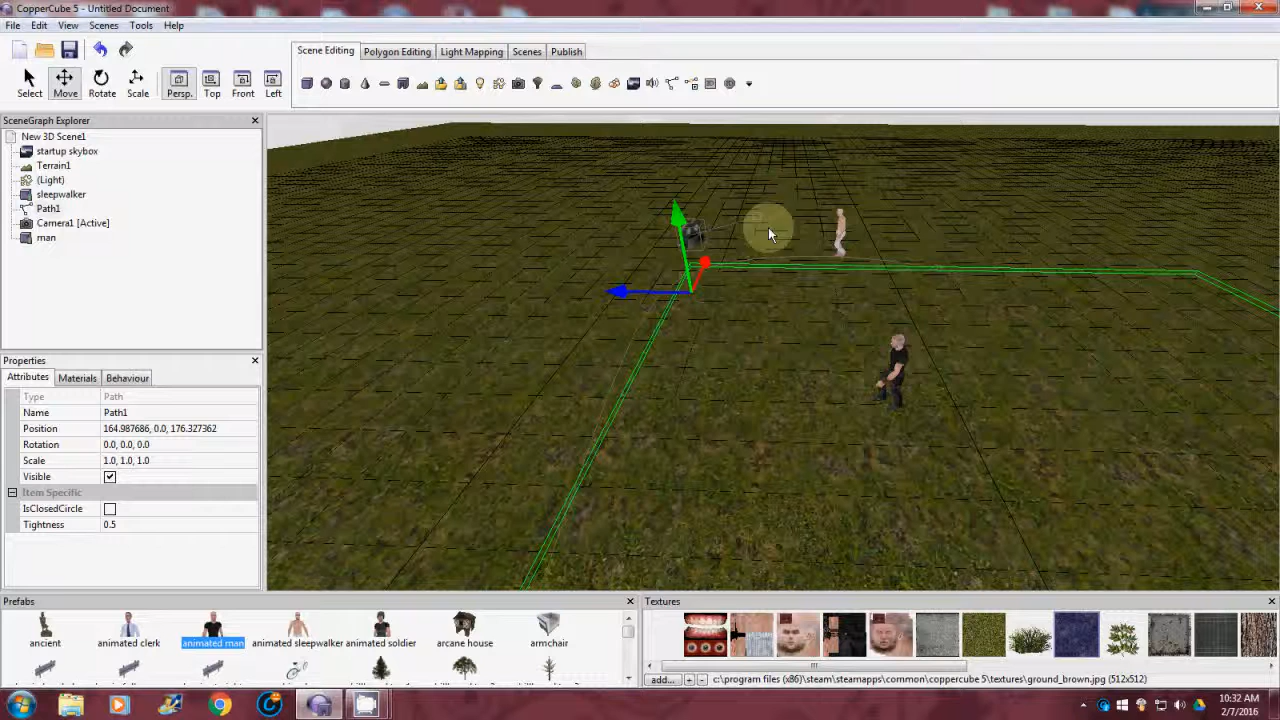 CopperCube 5 - Untitled Document
File Edit View Scenes Tools Help
Scene Editing Polygon Editing Light Mapping Scenes Publish
Select Move Rotate Scale Persp. Top Front Left
SceneGraph Explorer
New 3D Scene1
startup skybox
Terrain1
(Light)
sleepwalker
Path1
Camera1 [Active]
man
Properties
Attributes Materials Behaviour
Type Path
Name Path1
Position 164.987686, 0.0, 176.327362
Rotation 0.0, 0.0, 0.0
Scale 1.0, 1.0, 1.0
Visible
Item Specific
IsClosedCircle
Tightness 0.5
Prefabs
ancient animated clerk animated man animated sleepwalker animated soldier arcane house armchair
Textures
add... + - c:\program files (x86)\steam\steamapps\common\coppercube 5\textures\ground_brown.jpg (512x512)
10:32 AM
2/7/2016